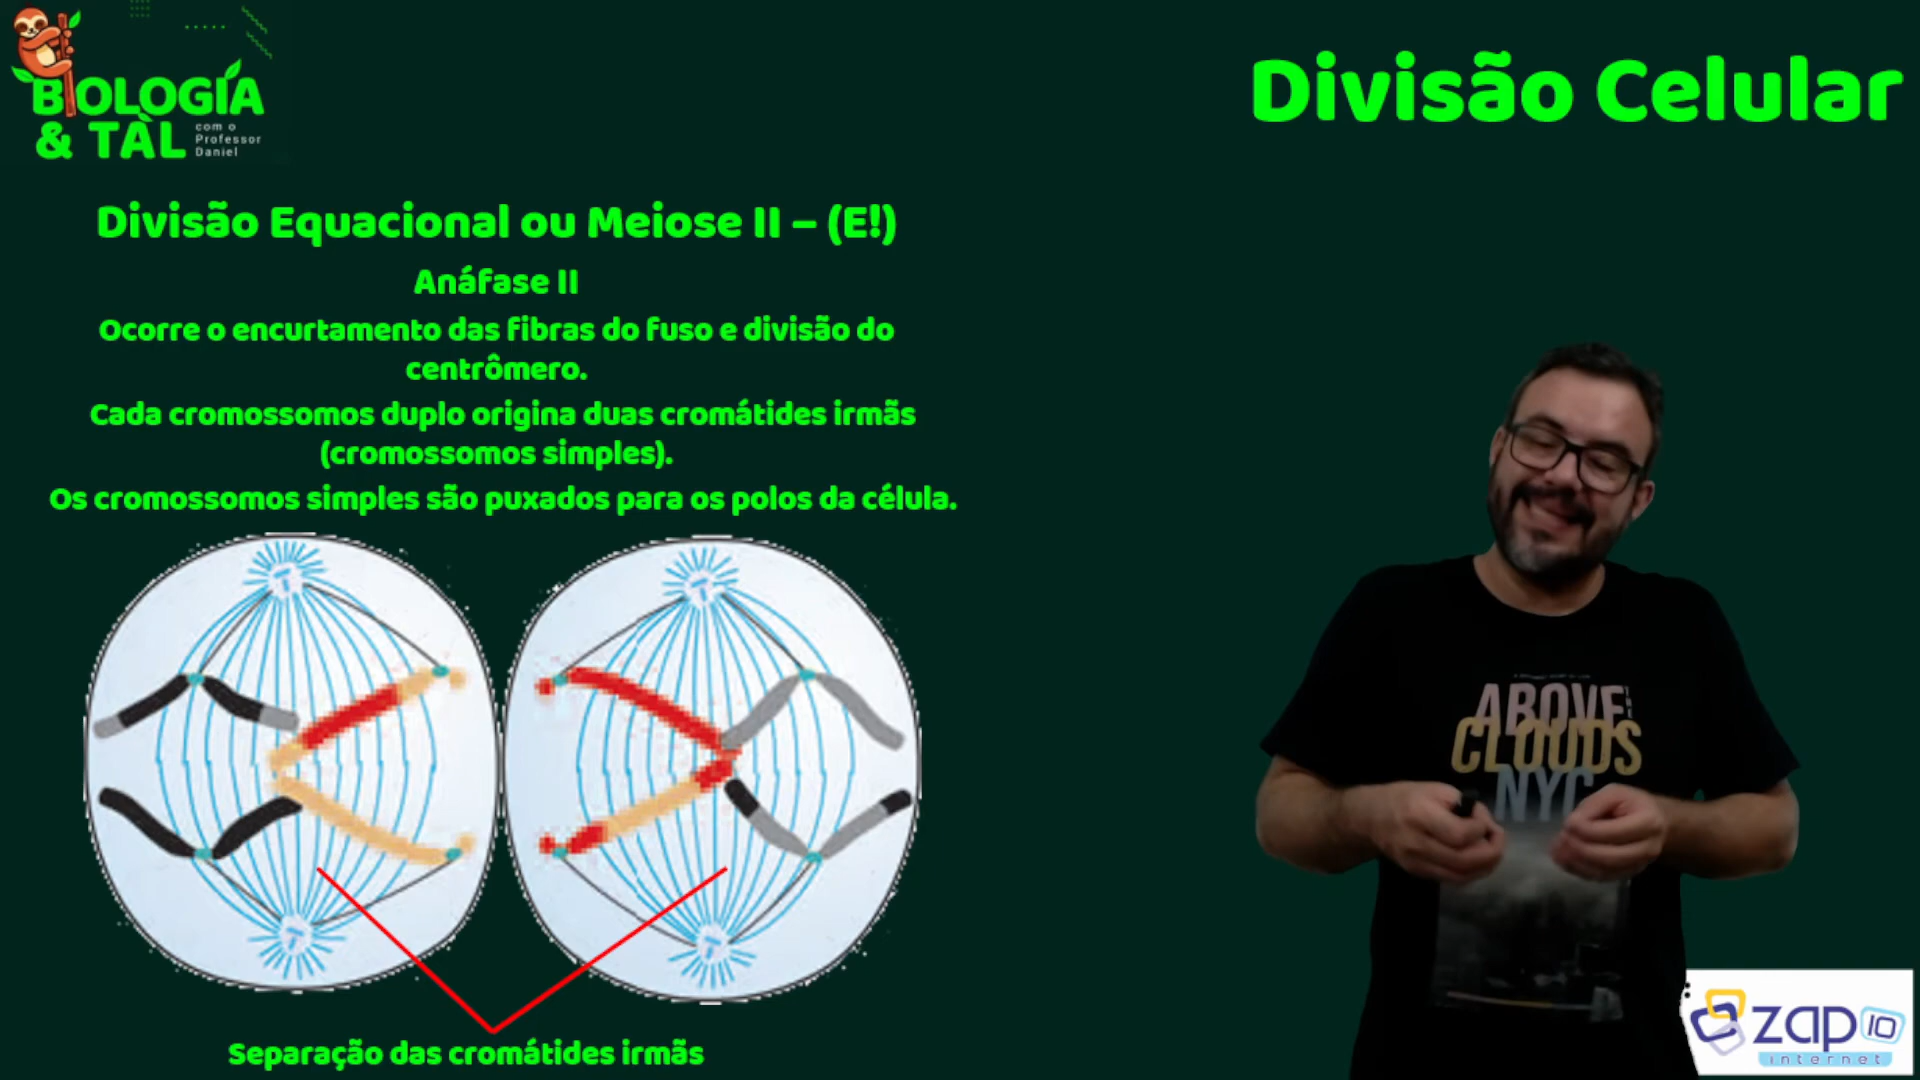 BIOLOGIA
& TAL
com o
Professor
Daniel
Divisão Celular
Divisão Equacional ou Meiose II – (E!)
Anáfase II
Ocorre o encurtamento das fibras do fuso e divisão do
centrômero.
Cada cromossomos duplo origina duas cromátides irmãs
(cromossomos simples).
Os cromossomos simples são puxados para os polos da célula.
Separação das cromátides irmãs
ABOVE
CLOUDS
NYC
zap 10
internet